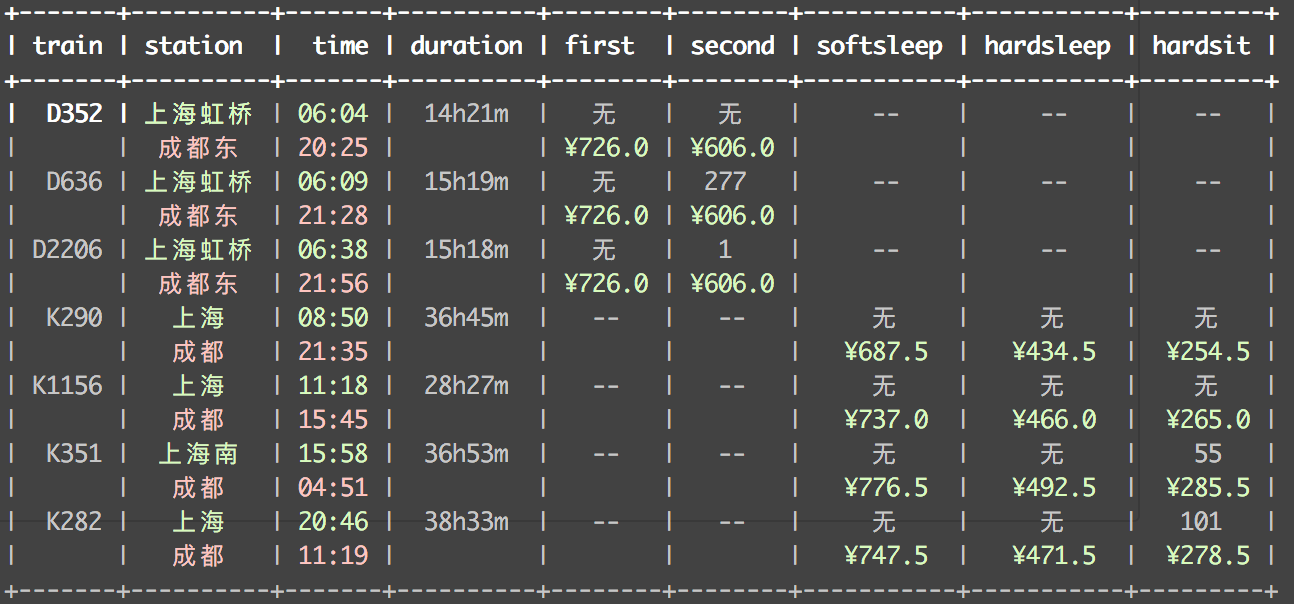 +-------+----------+-------+----------+--------+--------+-----------+-----------+---------+
| train | station | time | duration | first | second | softsleep | hardsleep | hardsit |
+-------+----------+-------+----------+--------+--------+-----------+-----------+---------+
| D352 | 上海虹桥 | 06:04 | 14h21m | 无 | 无 | -- | -- | -- |
| | 成都东 | 20:25 | | ¥726.0 | ¥606.0 | | | |
| D636 | 上海虹桥 | 06:09 | 15h19m | 无 | 277 | -- | -- | -- |
| | 成都东 | 21:28 | | ¥726.0 | ¥606.0 | | | |
| D2206 | 上海虹桥 | 06:38 | 15h18m | 无 | 1 | -- | -- | -- |
| | 成都东 | 21:56 | | ¥726.0 | ¥606.0 | | | |
| K290 | 上海 | 08:50 | 36h45m | -- | -- | 无 | 无 | 无 |
| | 成都 | 21:35 | | | | ¥687.5 | ¥434.5 | ¥254.5 |
| K1156 | 上海 | 11:18 | 28h27m | -- | -- | 无 | 无 | 无 |
| | 成都 | 15:45 | | | | ¥737.0 | ¥466.0 | ¥265.0 |
| K351 | 上海南 | 15:58 | 36h53m | -- | -- | 无 | 无 | 55 |
| | 成都 | 04:51 | | | | ¥776.5 | ¥492.5 | ¥285.5 |
| K282 | 上海 | 20:46 | 38h33m | -- | -- | 无 | 无 | 101 |
| | 成都 | 11:19 | | | | ¥747.5 | ¥471.5 | ¥278.5 |
+-------+----------+-------+----------+--------+--------+-----------+-----------+---------+